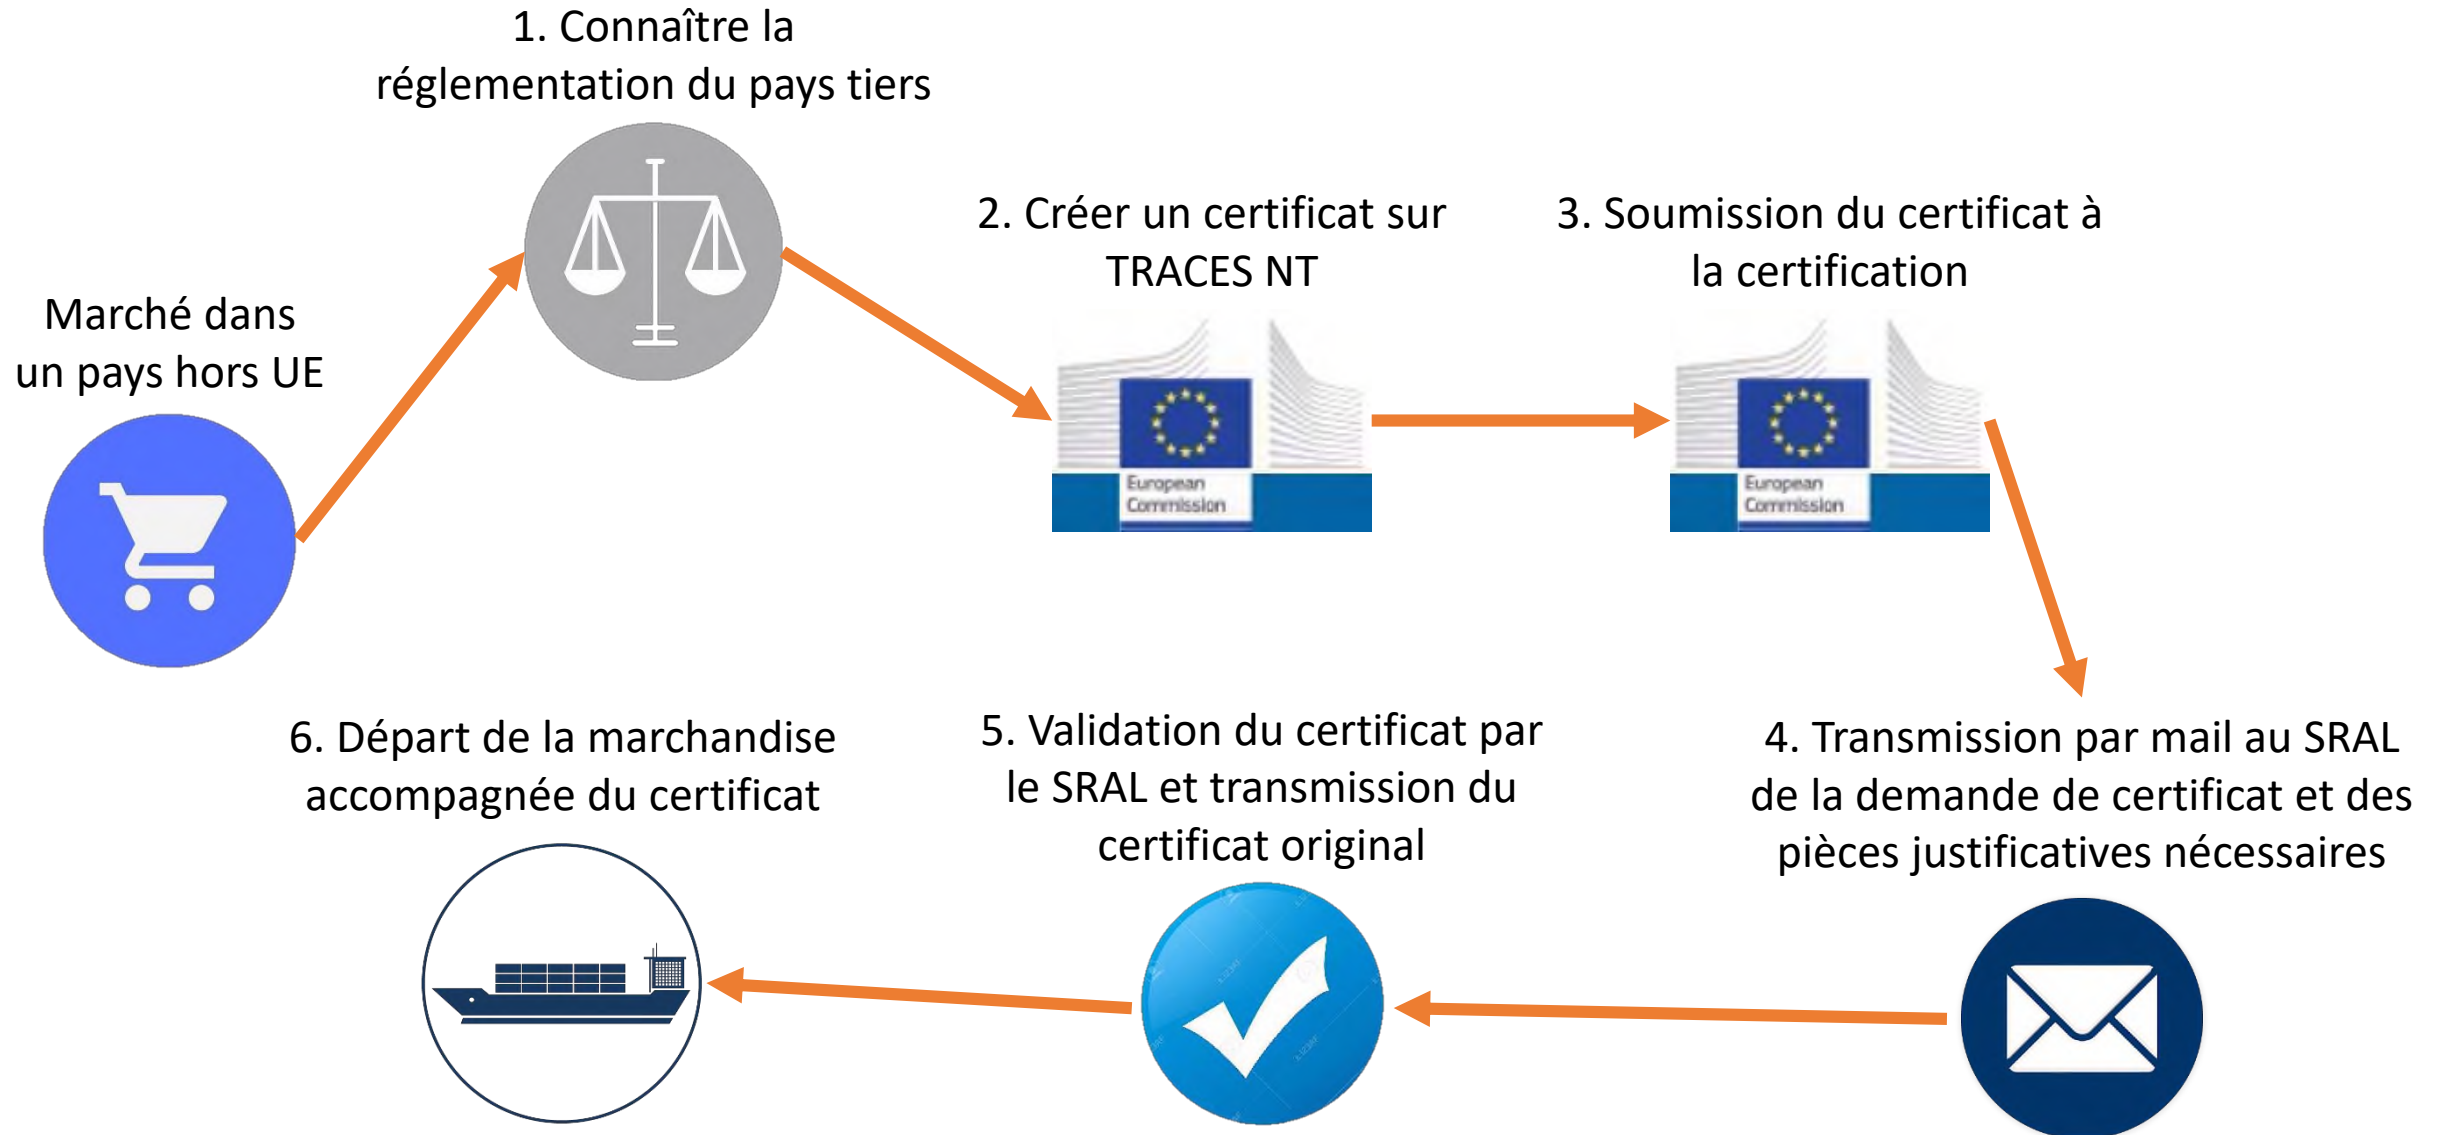 1. Connaître la
réglementation du pays tiers
2. Créer un certificat sur
TRACES NT
3. Soumission du certificat à
la certification
Marché dans
un pays hors UE
European
Commission
European
Commission
6. Départ de la marchandise
accompagnée du certificat
5. Validation du certificat par
le SRAL et transmission du
certificat original
4. Transmission par mail au SRAL
de la demande de certificat et des
pièces justificatives nécessaires